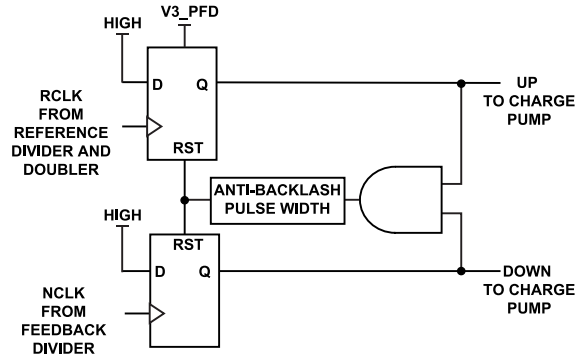 HIGH
V3_PFD
D
Q
RCLK
FROM
REFERENCE
DIVIDER AND
DOUBLER
RST
UP
TO CHARGE
PUMP
ANTI-BACKLASH
PULSE WIDTH
HIGH
RST
D
Q
NCLK
FROM
FEEDBACK
DIVIDER
DOWN
TO CHARGE
PUMP